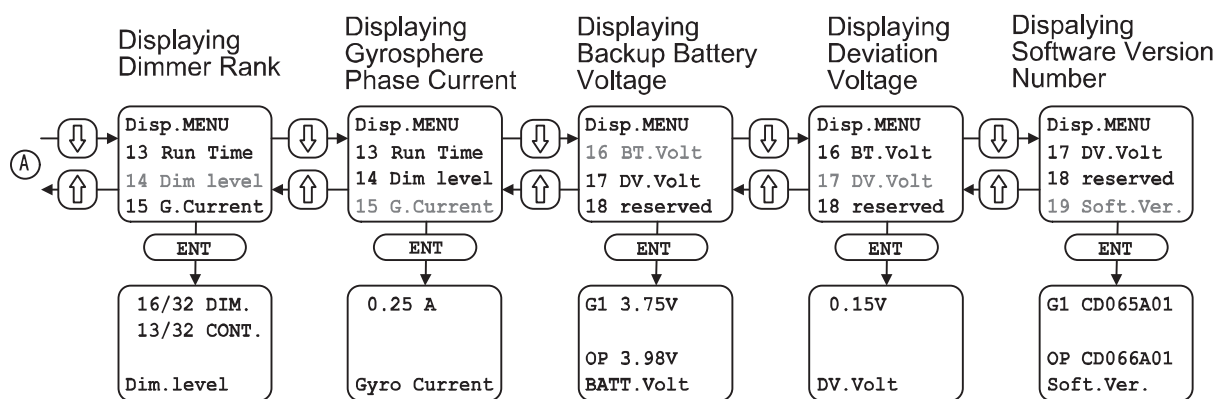 Displaying
Dimmer Rank
Displaying
Gyrosphere
Phase Current
Displaying
Backup Battery
Voltage
Displaying
Deviation
Voltage
Dispalying
Software Version
Number
A
Disp.MENU
13 Run Time
14 Dim level
15 G.Current
Disp.MENU
13 Run Time
14 Dim level
15 G.Current
Disp.MENU
16 BT.Volt
17 DV.Volt
18 reserved
Disp.MENU
16 BT.Volt
17 DV.Volt
18 reserved
Disp.MENU
17 DV.Volt
18 reserved
19 Soft.Ver.
ENT
ENT
ENT
ENT
ENT
16/32 DIM.
13/32 CONT.
Dim.level
0.25 A
Gyro Current
G1 3.75V
OP 3.98V
BATT.Volt
0.15V
DV.Volt
G1 CD065A01
OP CD066A01
Soft.Ver.